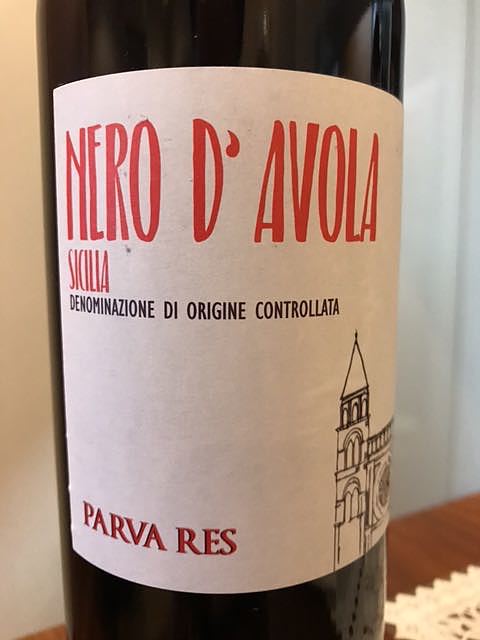 NERO D' AVOLA
SICILIA
DENOMINAZIONE DI ORIGINE CONTROLLATA
PARVA RES